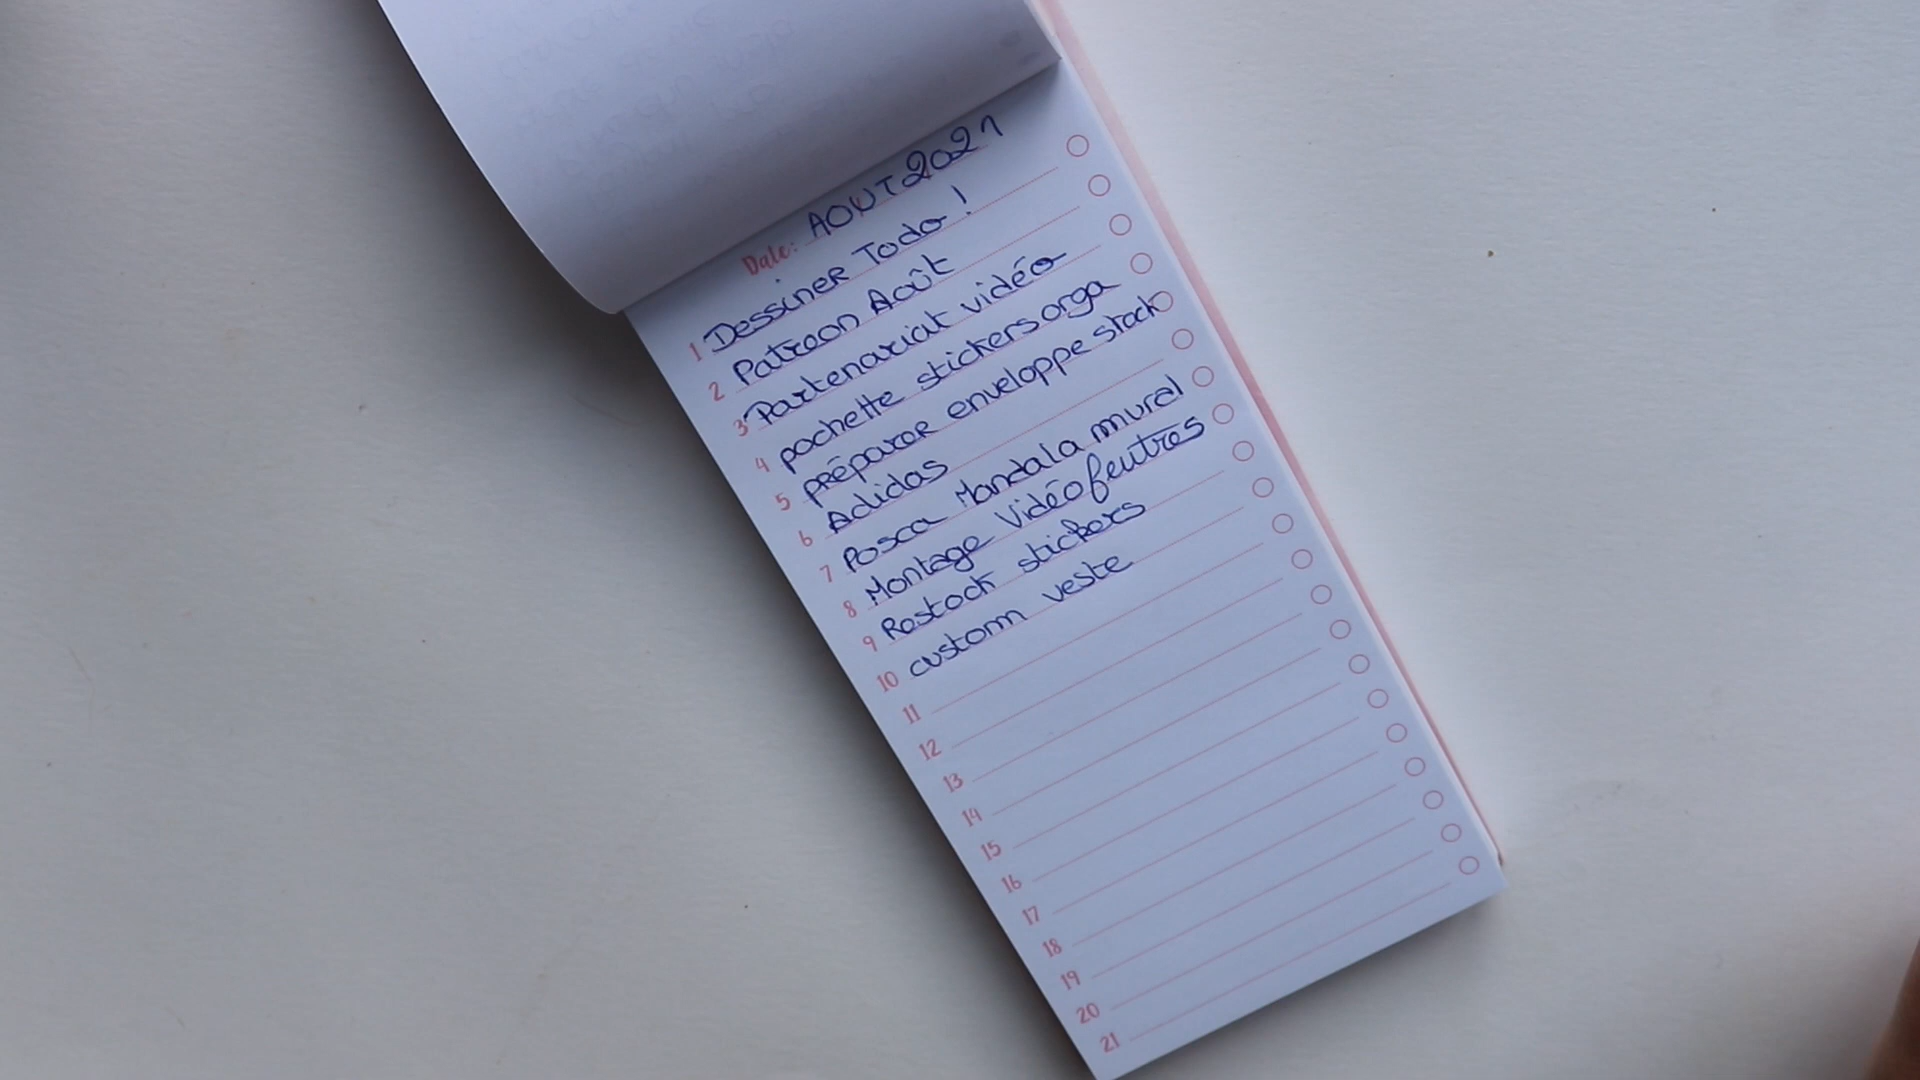 Date: AOUT 2021
1 Dessiner Todo !
2 Patreon Août
3 Partenariat vidéo
4 pochette stickers orga
5 préparer enveloppe stock
6 Adidas
7 Posca Mandala mural
8 Montage Vidéo feutres
9 Restock stickers
10 custom veste
11
12
13
14
15
16
17
18
19
20
21